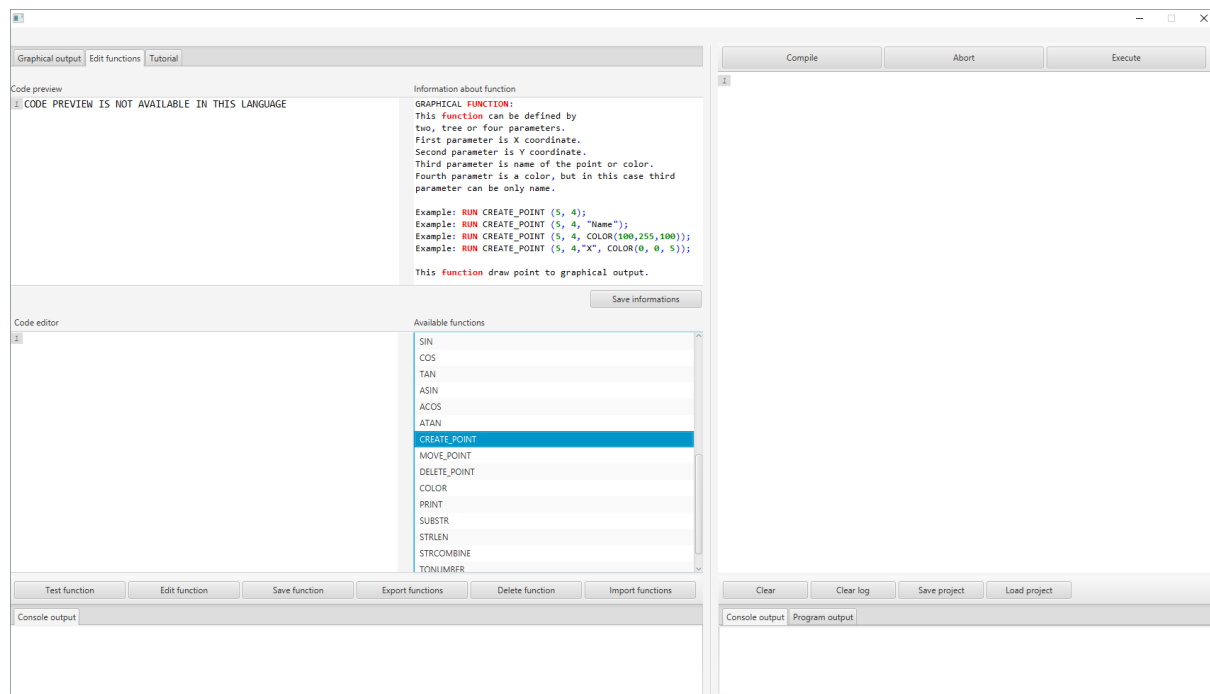 Graphical output Edit functions Tutorial
Compile Abort Execute
Code preview
1 CODE PREVIEW IS NOT AVAILABLE IN THIS LANGUAGE
Information about function
GRAPHICAL FUNCTION:
This function can be defined by
two, tree or four parameters.
First parameter is X coordinate.
Second parameter is Y coordinate.
Third parameter is name of the point or color.
Fourth parametr is a color, but in this case third
parameter can be only name.
Example: RUN CREATE_POINT (5, 4);
Example: RUN CREATE_POINT (5, 4, "Name");
Example: RUN CREATE_POINT (5, 4, COLOR(100,255,100));
Example: RUN CREATE_POINT (5, 4,"X", COLOR(0, 0, 5));
This function draw point to graphical output.
Save informations
Code editor
1
Available functions
SIN
COS
TAN
ASIN
ACOS
ATAN
CREATE_POINT
MOVE_POINT
DELETE_POINT
COLOR
PRINT
SUBSTR
STRLEN
STRCOMBINE
TONUMBER
Test function Edit function Save function Export functions Delete function Import functions
Console output
1
Clear Clear log Save project Load project
Console output Program output